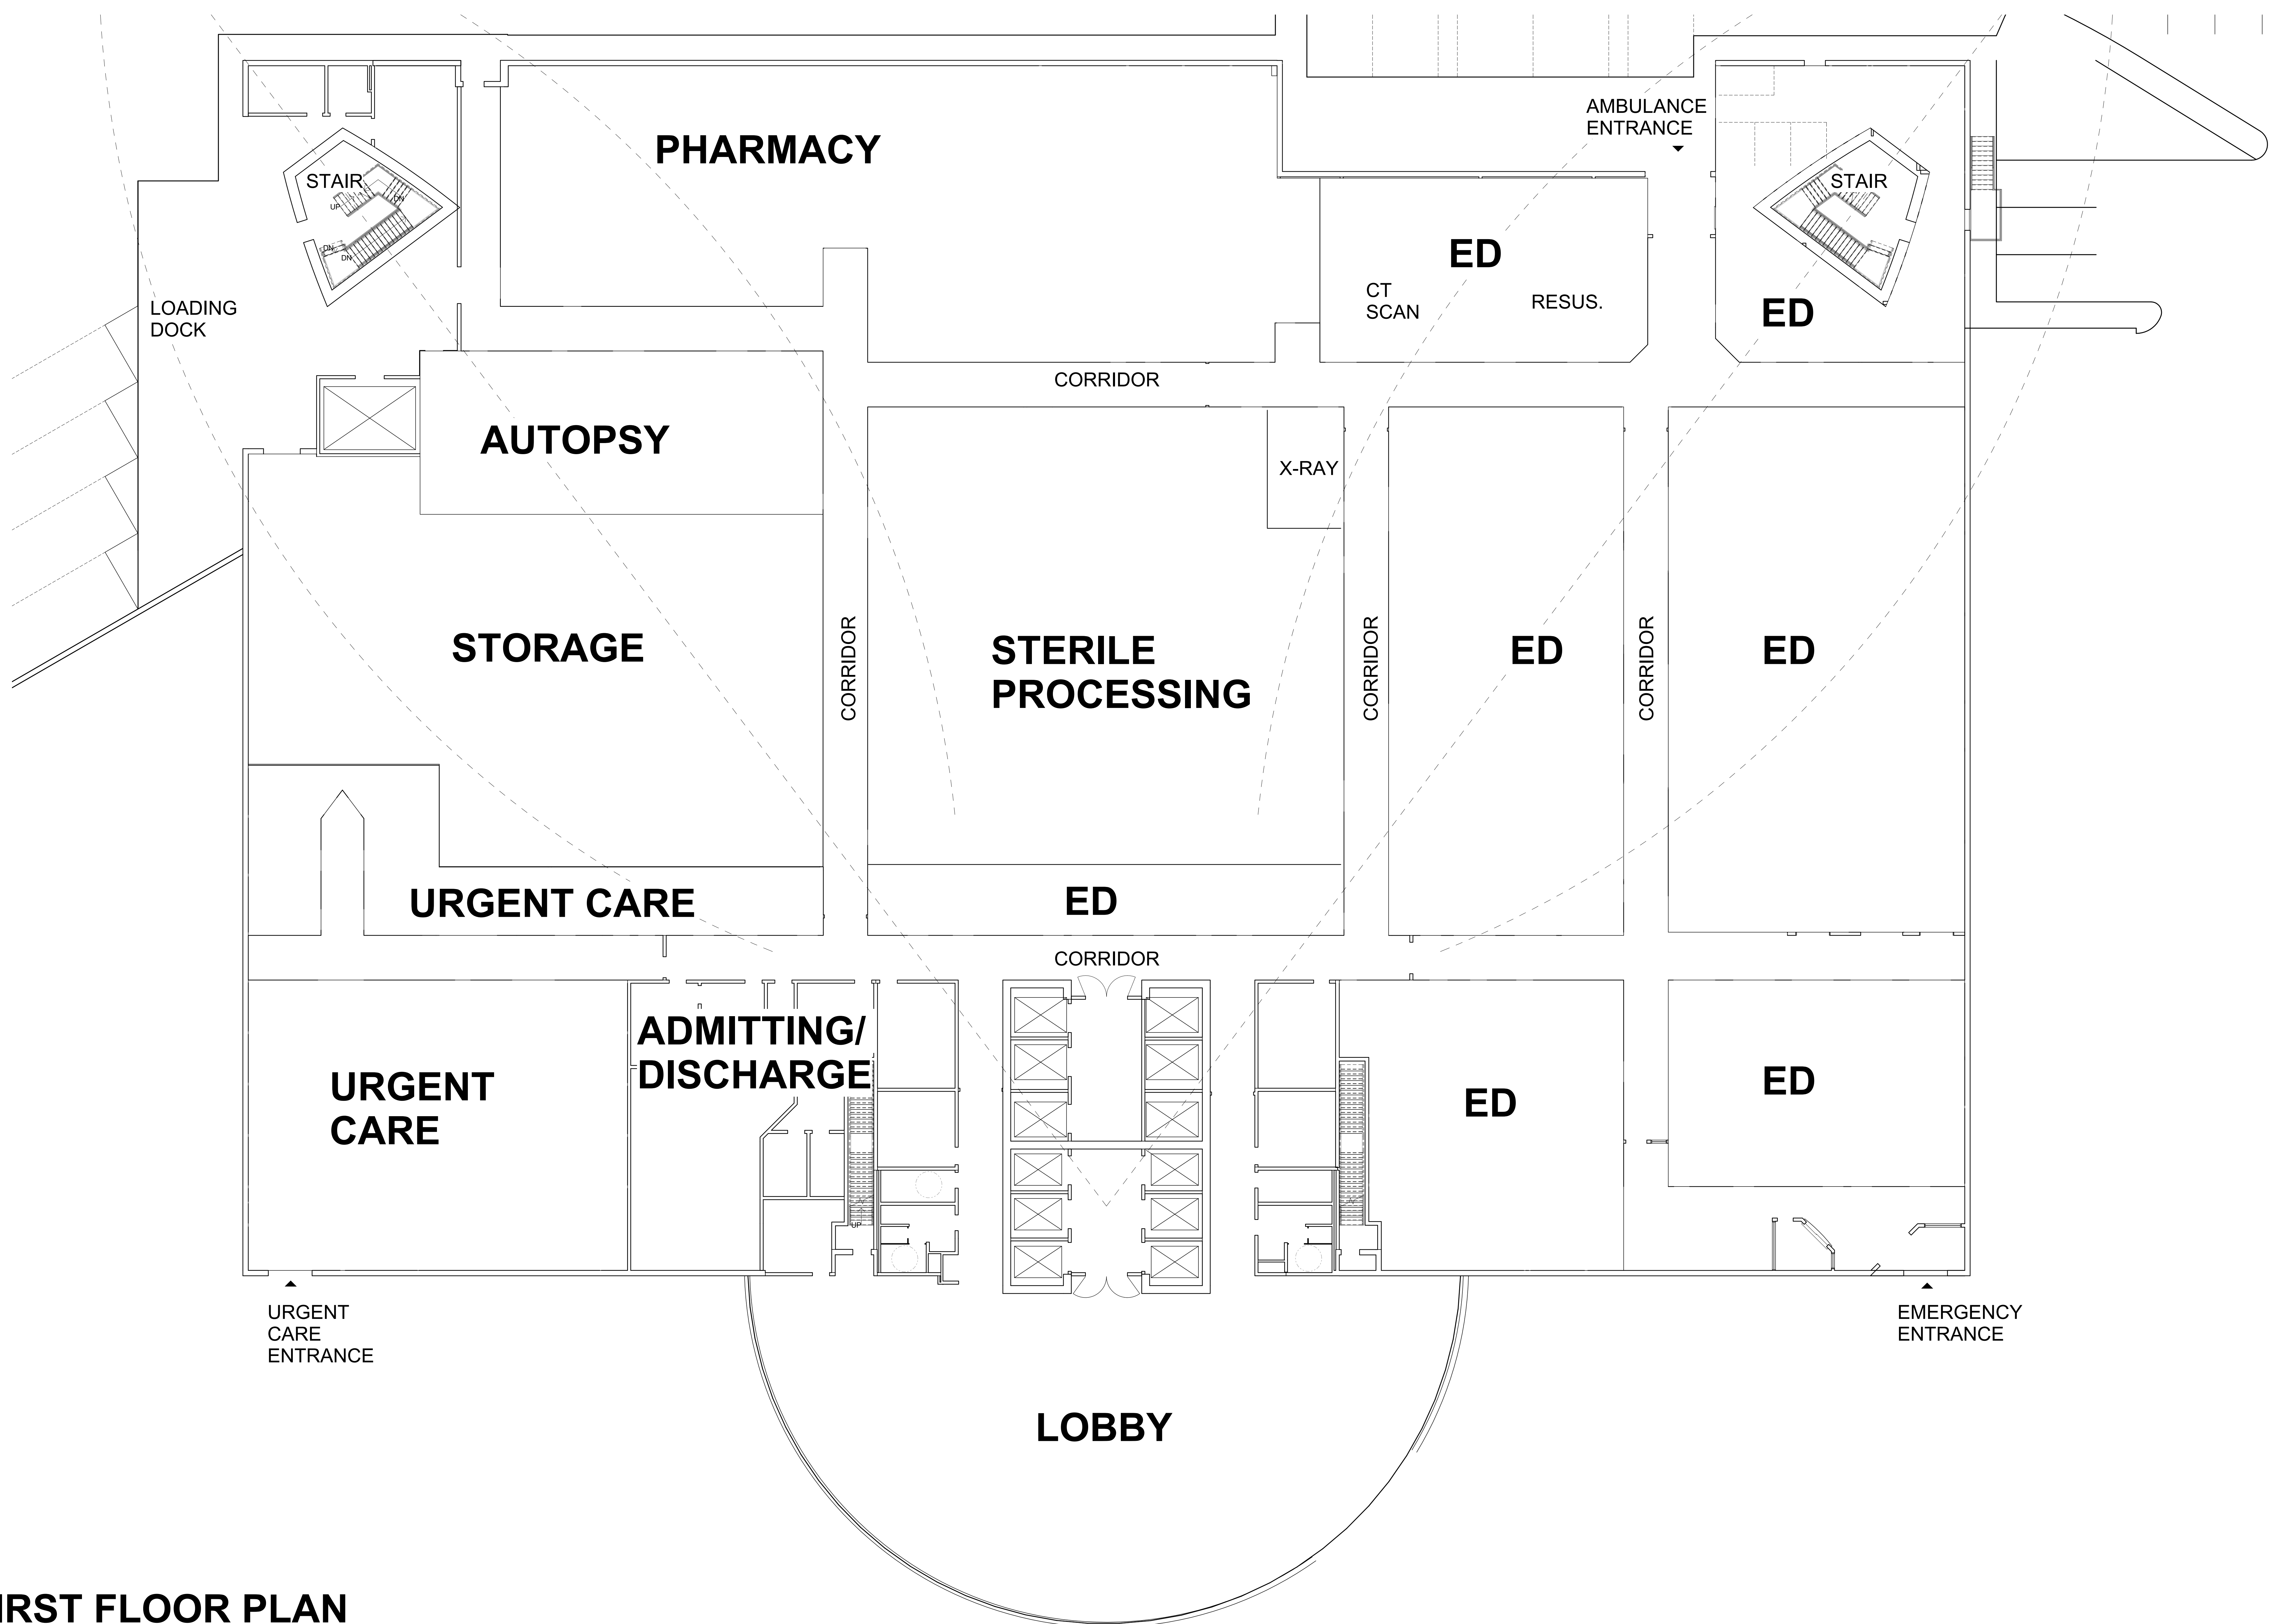 AMBULANCE
ENTRANCE
PHARMACY
STAIR
UP
DN
DN
DN
STAIR
ED
CT
SCAN
RESUS.
ED
LOADING
DOCK
CORRIDOR
AUTOPSY
X-RAY
STORAGE
CORRIDOR
STERILE
PROCESSING
CORRIDOR
ED
CORRIDOR
ED
URGENT CARE
ED
CORRIDOR
ADMITTING/
DISCHARGE
URGENT
CARE
ED
ED
UP
URGENT
CARE
ENTRANCE
EMERGENCY
ENTRANCE
LOBBY
IRST FLOOR PLAN